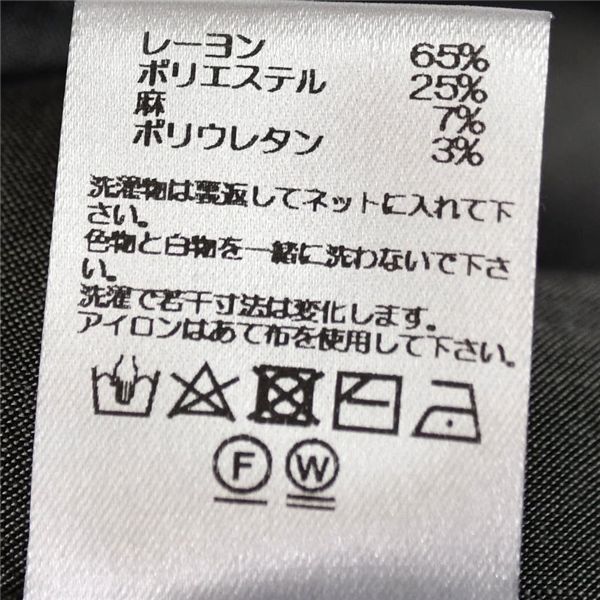 レーヨン 65%
ポリエステル 25%
麻 7%
ポリウレタン 3%
洗濯物は裏返してネットに入れて下
さい。
色物と白物を一緒に洗わないで下さ
い。
洗濯で若干寸法は変化します。
アイロンはあて布を使用して下さい。
F W